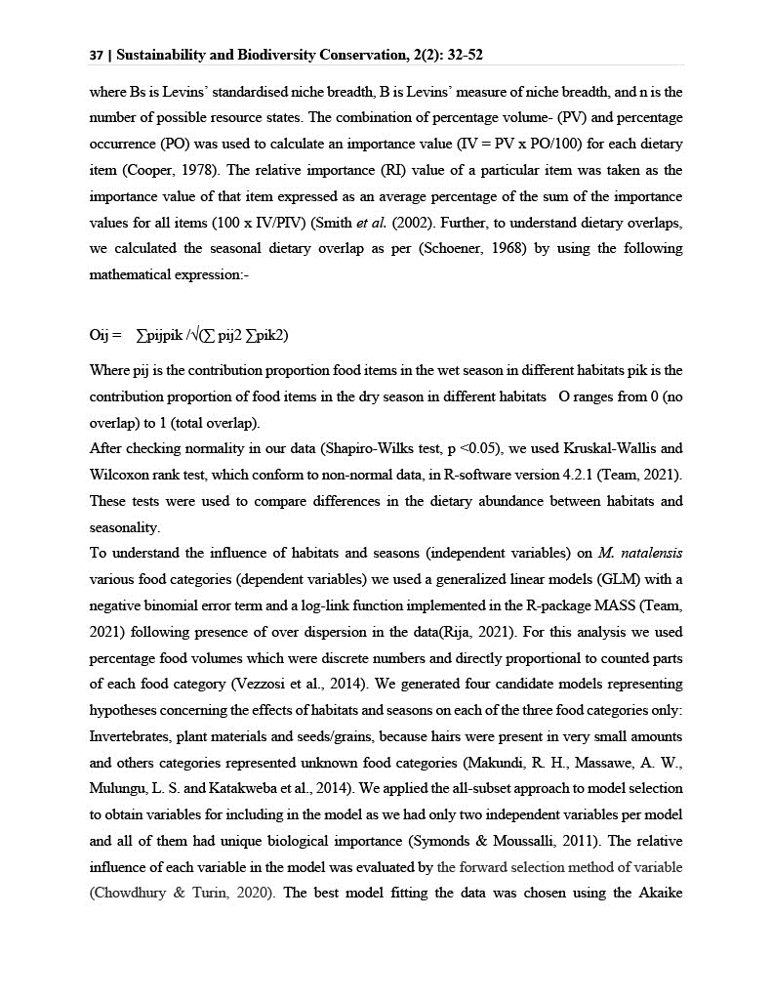 37 | Sustainability and Biodiversity Conservation, 2(2): 32-52
where Bs is Levins’ standardised niche breadth, B is Levins’ measure of niche breadth, and n is the
number of possible resource states. The combination of percentage volume- (PV) and percentage
occurrence (PO) was used to calculate an importance value (IV = PV x PO/100) for each dietary
item (Cooper, 1978). The relative importance (RI) value of a particular item was taken as the
importance value of that item expressed as an average percentage of the sum of the importance
values for all items (100 x IV/PIV) (Smith et al. (2002). Further, to understand dietary overlaps,
we calculated the seasonal dietary overlap as per (Schoener, 1968) by using the following
mathematical expression:-
Oij = ∑pijpik /√(∑ pij2 ∑pik2)
Where pij is the contribution proportion food items in the wet season in different habitats pik is the
contribution proportion of food items in the dry season in different habitats O ranges from 0 (no
overlap) to 1 (total overlap).
After checking normality in our data (Shapiro-Wilks test, p <0.05), we used Kruskal-Wallis and
Wilcoxon rank test, which conform to non-normal data, in R-software version 4.2.1 (Team, 2021).
These tests were used to compare differences in the dietary abundance between habitats and
seasonality.
To understand the influence of habitats and seasons (independent variables) on M. natalensis
various food categories (dependent variables) we used a generalized linear models (GLM) with a
negative binomial error term and a log-link function implemented in the R-package MASS (Team,
2021) following presence of over dispersion in the data(Rija, 2021). For this analysis we used
percentage food volumes which were discrete numbers and directly proportional to counted parts
of each food category (Vezzosi et al., 2014). We generated four candidate models representing
hypotheses concerning the effects of habitats and seasons on each of the three food categories only:
Invertebrates, plant materials and seeds/grains, because hairs were present in very small amounts
and others categories represented unknown food categories (Makundi, R. H., Massawe, A. W.,
Mulungu, L. S. and Katakweba et al., 2014). We applied the all-subset approach to model selection
to obtain variables for including in the model as we had only two independent variables per model
and all of them had unique biological importance (Symonds & Moussalli, 2011). The relative
influence of each variable in the model was evaluated by the forward selection method of variable
(Chowdhury & Turin, 2020). The best model fitting the data was chosen using the Akaike